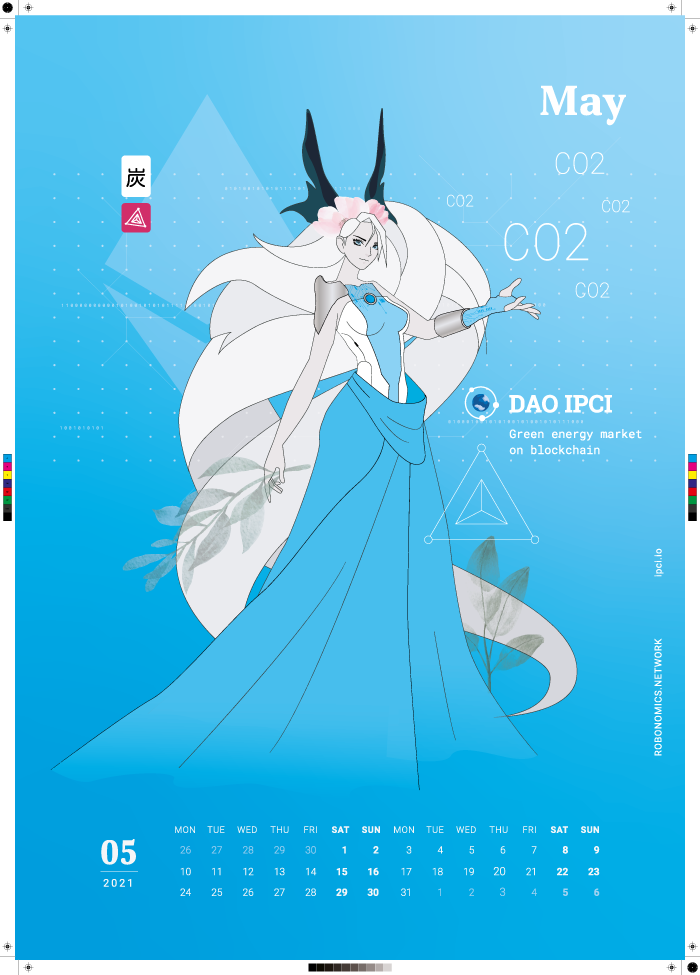 May
炭
CO2
CO2
CO2
CO2
CO2
DAO IPCI
Green energy market
on blockchain
ipci.io
ROBONOMICS.NETWORK
05
2021
MON TUE WED THU FRI SAT SUN MON TUE WED THU FRI SAT SUN
26 27 28 29 30 1 2 3 4 5 6 7 8 9
10 11 12 13 14 15 16 17 18 19 20 21 22 23
24 25 26 27 28 29 30 31 1 2 3 4 5 6